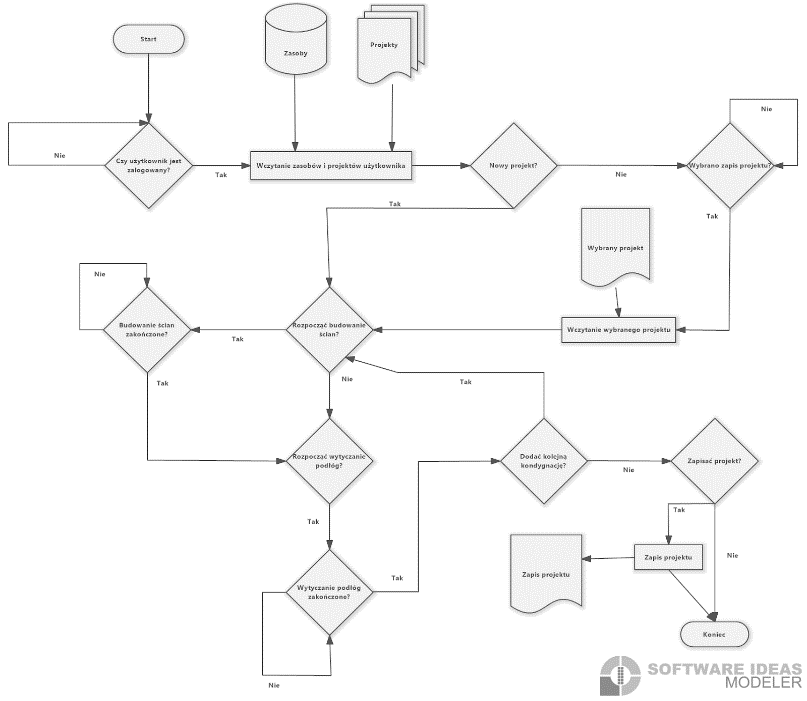 Start
Zasoby
Projekty
Nie
Czy użytkownik jest
zalogowany?
Tak
Wczytanie zasobów i projektów użytkownika
Nowy projekt?
Nie
Nie
Wybrano zapis projektu?
Tak
Tak
Wybrany projekt
Nie
Budowanie ścian
zakończone?
Tak
Rozpocząć budowanie
ścian?
Wczytanie wybranego projektu
Tak
Nie
Tak
Rozpocząć wytyczanie
podłóg?
Dodać kolejną
kondygnację?
Nie
Zapisać projekt?
Tak
Tak
Nie
Zapis projektu
Zapis projektu
Wytyczanie podłóg
zakończone?
Tak
Nie
Koniec
SOFTWARE IDEAS
MODELER